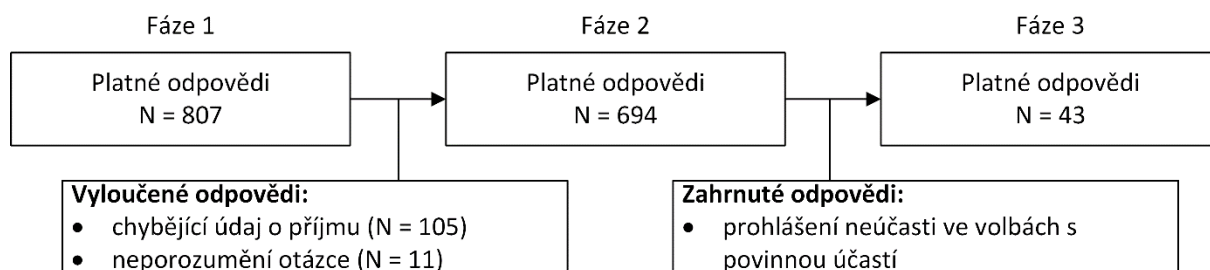 Fáze 1
Fáze 2
Fáze 3
Platné odpovědi
N = 807
Platné odpovědi
N = 694
Platné odpovědi
N = 43
Vyloučené odpovědi:
• chybějící údaj o příjmu (N = 105)
• neporozumění otázce (N = 11)
Zahrnuté odpovědi:
• prohlášení neúčasti ve volbách s
povinnou účastí